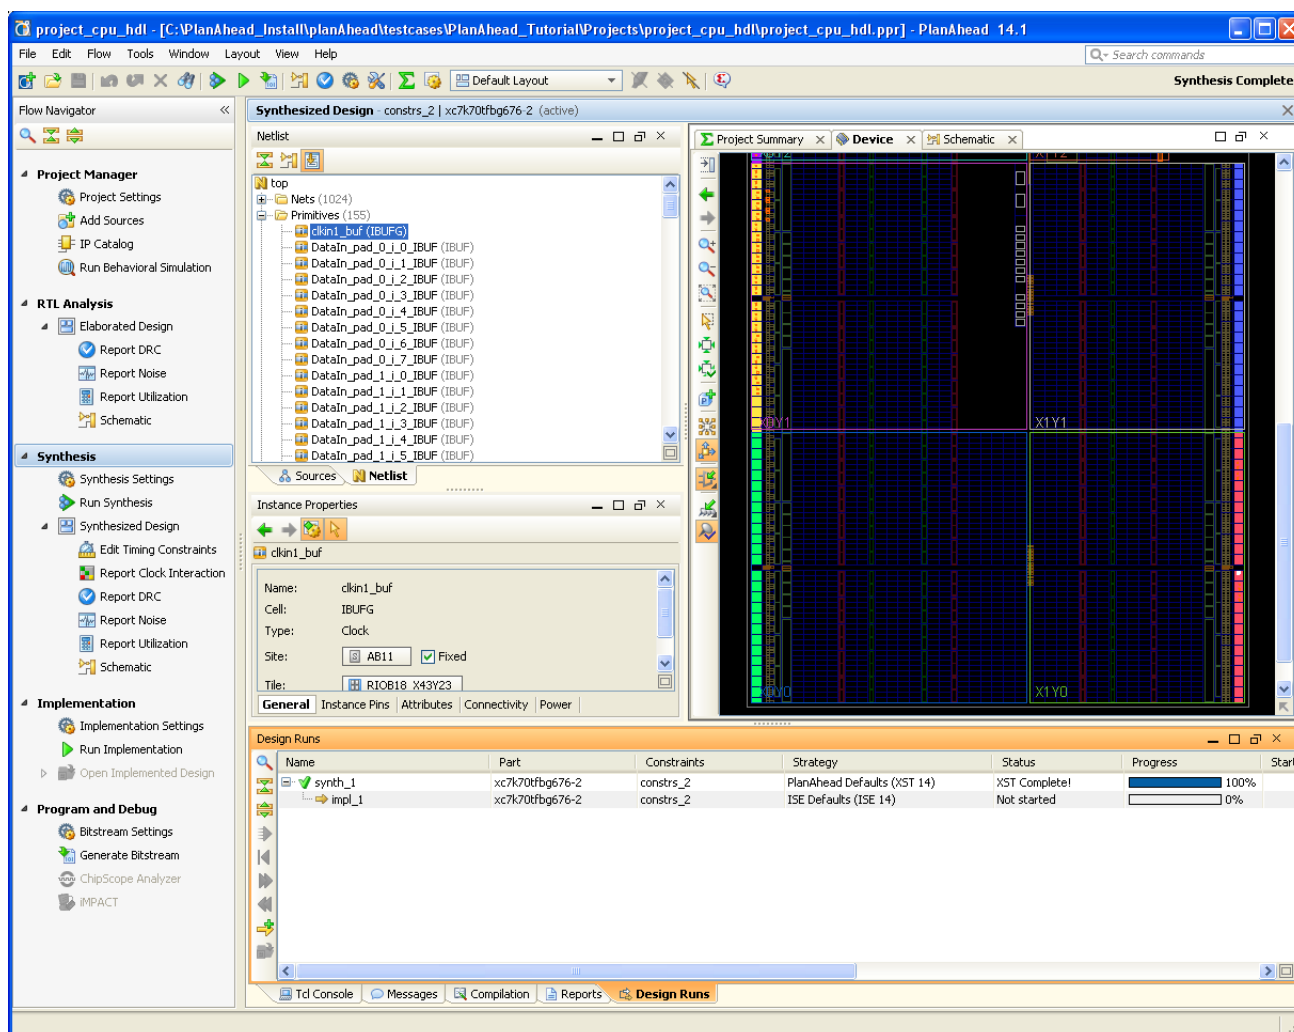 project_cpu_hdl - [C:\PlanAhead_Install\planAhead\testcases\PlanAhead_Tutorial\Projects\project_cpu_hdl\project_cpu_hdl.ppr] - PlanAhead 14.1
File Edit Flow Tools Window Layout View Help
Search commands
Default Layout
Synthesis Complete
Flow Navigator
Project Manager
Project Settings
Add Sources
IP Catalog
Run Behavioral Simulation
RTL Analysis
Elaborated Design
Report DRC
Report Noise
Report Utilization
Schematic
Synthesis
Synthesis Settings
Run Synthesis
Synthesized Design
Edit Timing Constraints
Report Clock Interaction
Report DRC
Report Noise
Report Utilization
Schematic
Implementation
Implementation Settings
Run Implementation
Open Implemented Design
Program and Debug
Bitstream Settings
Generate Bitstream
ChipScope Analyzer
iMPACT
Synthesized Design - constrs_2 | xc7k70tfbg676-2 (active)
Netlist
top
Nets (1024)
Primitives (155)
clkin1_buf (IBUFG)
DataIn_pad_0_i_0_IBUF (IBUF)
DataIn_pad_0_i_1_IBUF (IBUF)
DataIn_pad_0_i_2_IBUF (IBUF)
DataIn_pad_0_i_3_IBUF (IBUF)
DataIn_pad_0_i_4_IBUF (IBUF)
DataIn_pad_0_i_5_IBUF (IBUF)
DataIn_pad_0_i_6_IBUF (IBUF)
DataIn_pad_0_i_7_IBUF (IBUF)
DataIn_pad_1_i_0_IBUF (IBUF)
DataIn_pad_1_i_1_IBUF (IBUF)
DataIn_pad_1_i_2_IBUF (IBUF)
DataIn_pad_1_i_3_IBUF (IBUF)
DataIn_pad_1_i_4_IBUF (IBUF)
DataIn_pad_1_i_5_IBUF (IBUF)
Sources Netlist
Instance Properties
clkin1_buf
Name: clkin1_buf
Cell: IBUFG
Type: Clock
Site: AB11 Fixed
Tile: RIOB18_X43Y23
General Instance Pins Attributes Connectivity Power
Project Summary Device Schematic
X0Y2 X1Y2
X0Y1 X1Y1
X0Y0 X1Y0
Design Runs
Name Part Constraints Strategy Status Progress Start
synth_1 xc7k70tfbg676-2 constrs_2 PlanAhead Defaults (XST 14) XST Complete! 100%
impl_1 xc7k70tfbg676-2 constrs_2 ISE Defaults (ISE 14) Not started 0%
Tcl Console Messages Compilation Reports Design Runs